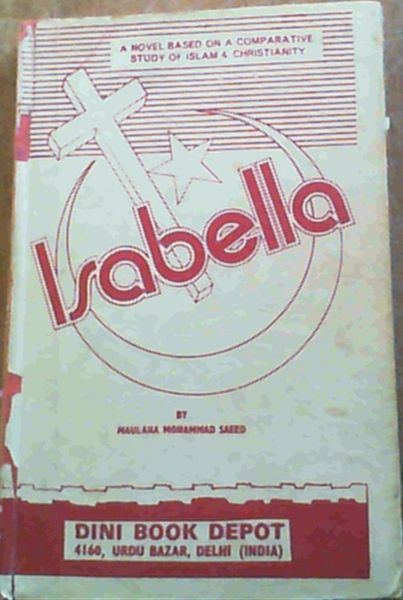 A NOVEL BASED ON A COMPARATIVE
STUDY OF ISLAM & CHRISTIANITY
Isabella
BY
MAULANA MOHAMMAD SAEED
DINI BOOK DEPOT
4160, URDU BAZAR, DELHI (INDIA)